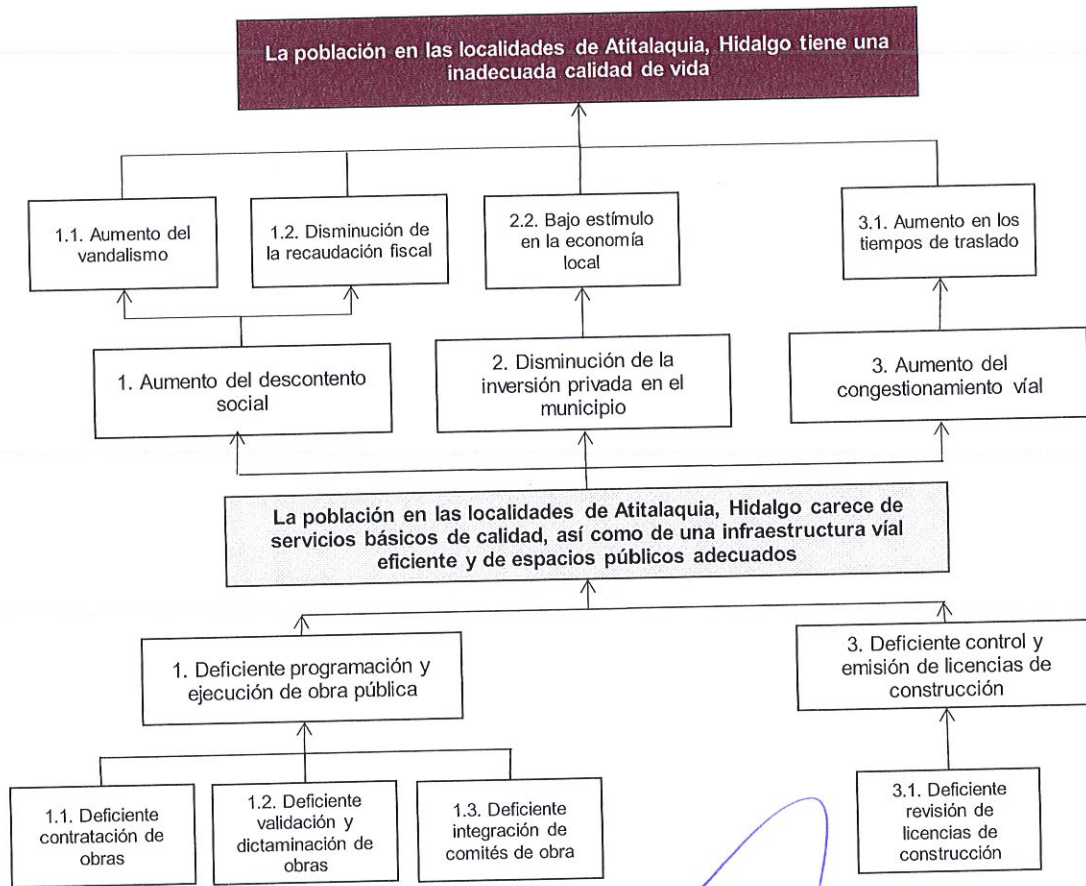 La población en las localidades de Atitalaquia, Hidalgo tiene una
inadecuada calidad de vida
1.1. Aumento del
vandalismo
1.2. Disminución de
la recaudación fiscal
2.2. Bajo estímulo
en la economía
local
3.1. Aumento en los
tiempos de traslado
1. Aumento del descontento
social
2. Disminución de la
inversión privada en el
municipio
3. Aumento del
congestionamiento víal
La población en las localidades de Atitalaquia, Hidalgo carece de
servicios básicos de calidad, así como de una infraestructura víal
eficiente y de espacios públicos adecuados
1. Deficiente programación y
ejecución de obra pública
3. Deficiente control y
emisión de licencias de
construcción
1.1. Deficiente
contratación de
obras
1.2. Deficiente
validación y
dictaminación de
obras
1.3. Deficiente
integración de
comités de obra
3.1. Deficiente
revisión de
licencias de
construcción